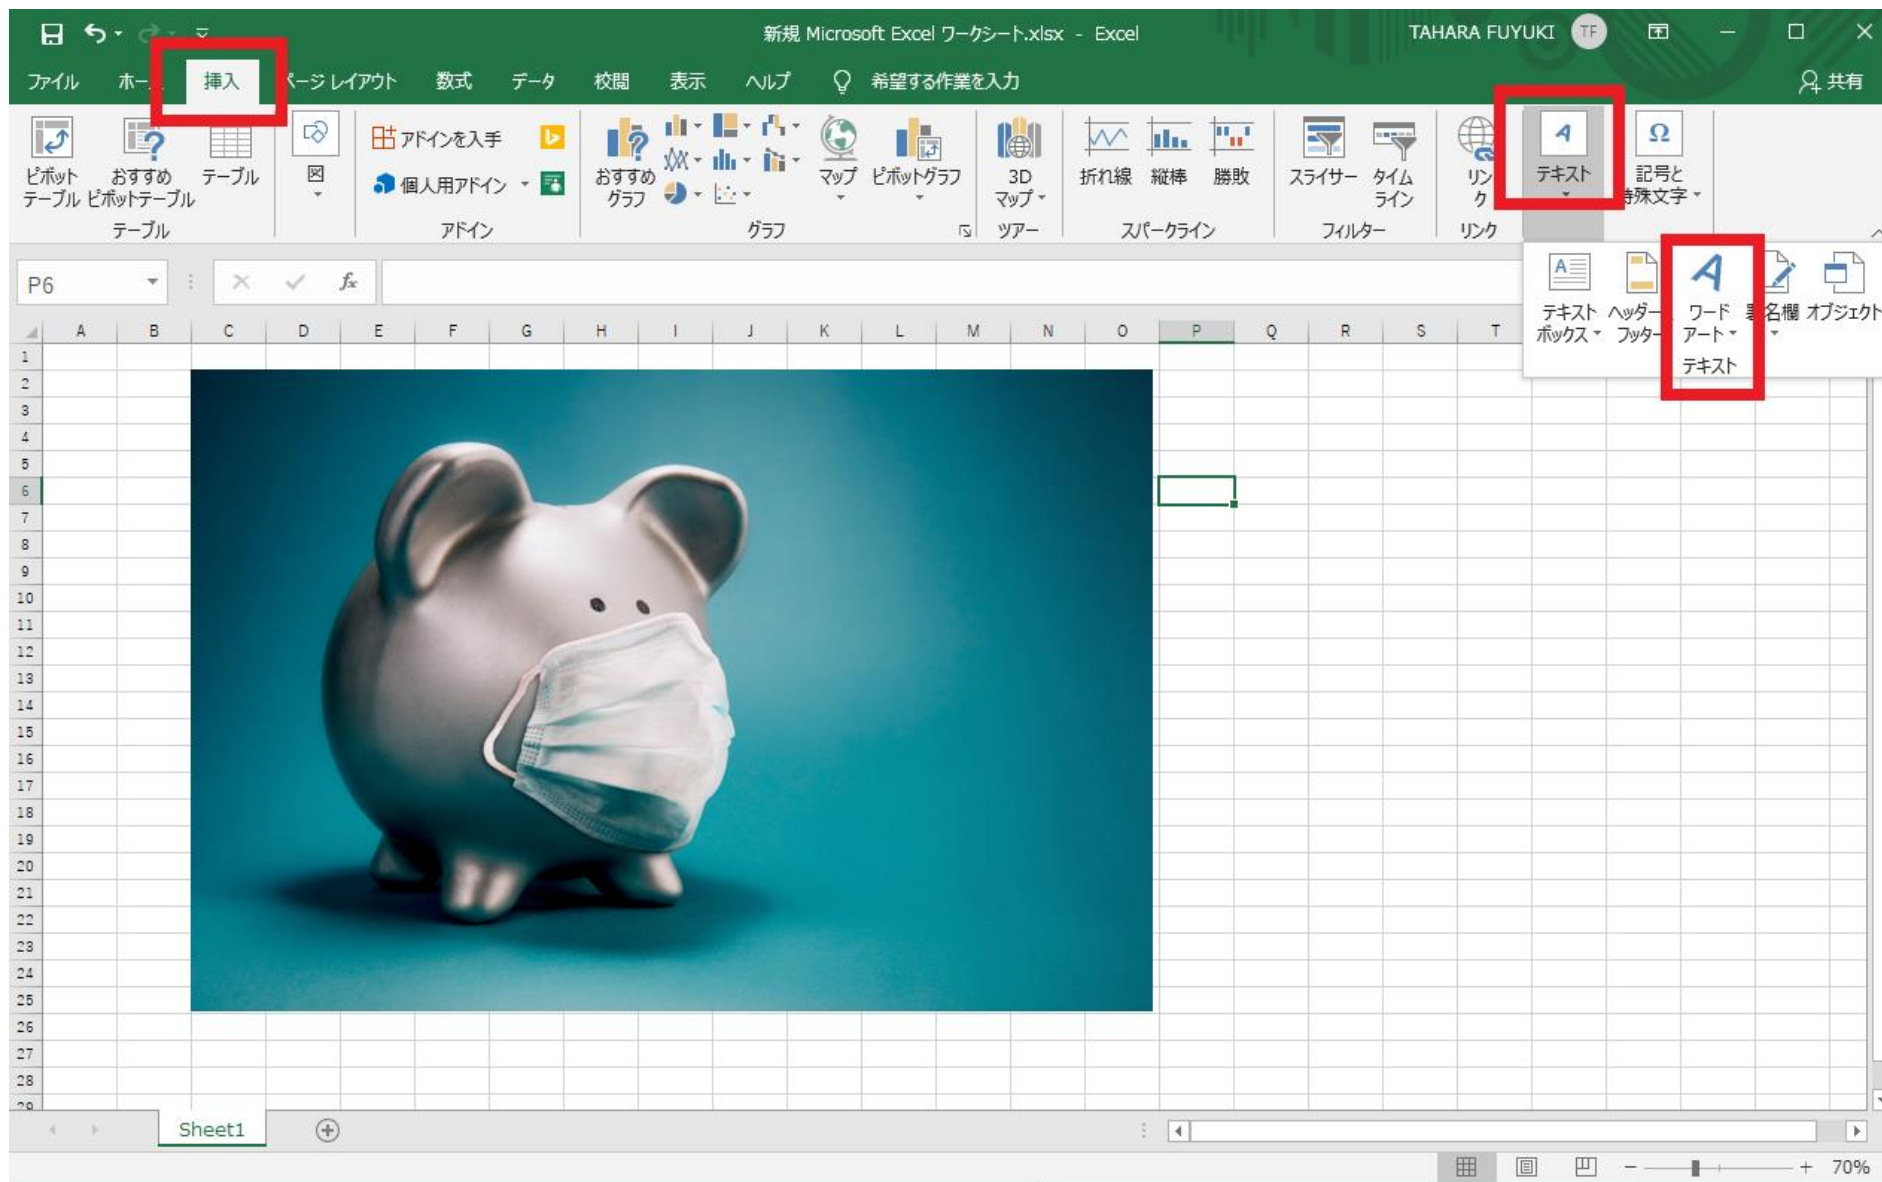 新規 Microsoft Excel ワークシート.xlsx - Excel
TAHARA FUYUKI
TF
ファイル
挿入
ページ レイアウト
数式
データ
校閲
表示
ヘルプ
希望する作業を入力
共有
ピボット
テーブル
おすすめ
ピボットテーブル
テーブル
図
アドインを入手
個人用アドイン
おすすめ
グラフ
マップ
ピボットグラフ
3D
マップ
折れ線
縦棒
勝敗
スライサー
タイム
ライン
リン
ク
テキスト
記号と
特殊文字
テーブル
アドイン
グラフ
ツアー
スパークライン
フィルター
リンク
テキスト
ボックス
ヘッダー
フッター
ワード
アート
署名欄
オブジェクト
テキスト
P6
fx
A B C D E F G H I J K L M N O P Q R S T
1
2
3
4
5
6
7
8
9
10
11
12
13
14
15
16
17
18
19
20
21
22
23
24
25
26
27
28
29
Sheet1
70%